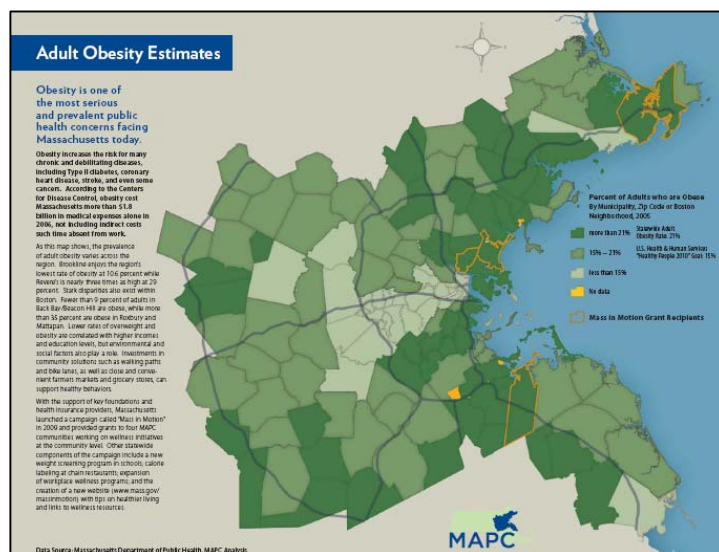 Adult Obesity Estimates
Obesity is one of
the most serious
and prevalent public
health concerns facing
Massachusetts today.
Obesity increases the risk for many
chronic and debilitating diseases,
including Type II diabetes, coronary
heart disease, stroke, and even some
cancers. According to the Centers
for Disease Control, obesity cost
Massachusetts more than $1.8
billion in medical expenses alone in
2006, not including indirect costs
such time absent from work.
As this map shows, the prevalence
of adult obesity varies across the
region. Brookline enjoys the region's
lowest rate of obesity at 10.6 percent while
Revere's is nearly three times as high at 29
percent. Stark disparities also exist within
Boston. Fewer than 9 percent of adults in
Back Bay/Beacon Hill are obese, while more
than 35 percent are obese in Roxbury and
Mattapan. Lower rates of overweight and
obesity are correlated with higher incomes
and education levels, but environmental and
social factors also play a role. Investments in
community solutions such as walking paths
and bike lanes, as well as close and conve-
nient farmers markets and grocery stores, can
support healthy behaviors.
With the support of key foundations and
health insurance providers, Massachusetts
launched a campaign called "Mass in Motion"
in 2009 and provided grants to four MAPC
communities working on wellness initiatives
at the community level. Other statewide
components of the campaign include a new
weight screening program in schools; calorie
labeling at chain restaurants; expansion
of workplace wellness programs; and the
creation of a new website (www.mass.gov/
massinmotion) with tips on healthier living
and links to wellness resources.
Percent of Adults who are Obese
By Municipality, Zip Code or Boston
Neighborhood, 2005
more than 21%
Statewide Adult
Obesity Rate: 21%
15% – 21%
U.S. Health & Human Services
"Healthy People 2010" Goal: 15%
less than 15%
No data
Mass in Motion Grant Recipients
MAPC
Data Source: Massachusetts Department of Public Health, MAPC Analysis